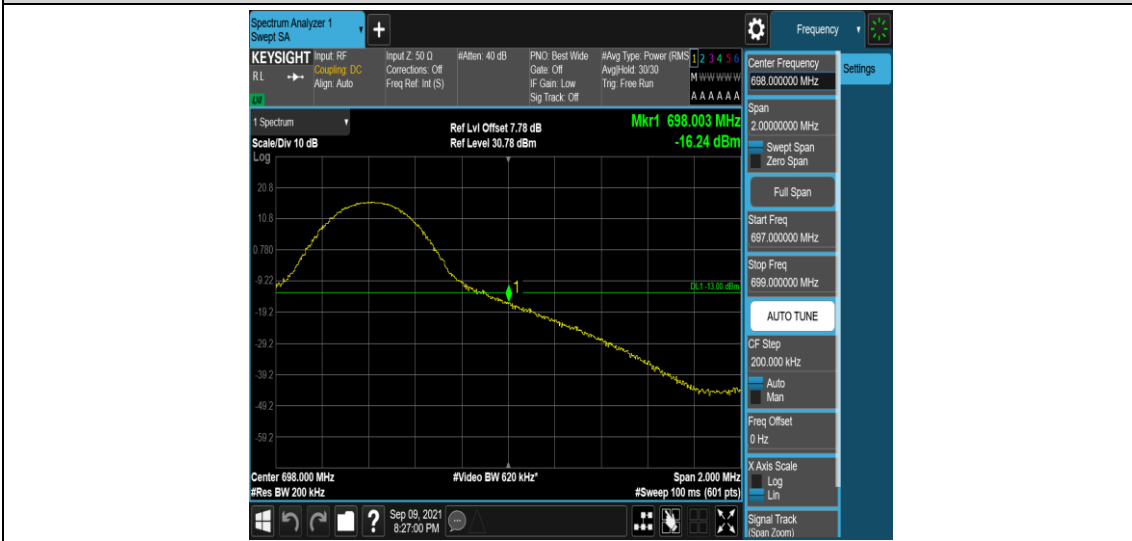 Spectrum Analyzer 1
Swept SA
+
Frequency
KEYSIGHT
RL
LNI
Input: RF
Coupling: DC
Align: Auto
Input Z: 50 Ω
Corrections: Off
Freq Ref: Int (S)
#Atten: 40 dB
PNO: Best Wide
Gate: Off
IF Gain: Low
Sig Track: Off
#Avg Type: Power (RMS
Avg|Hold: 30/30
Trig: Free Run
1 2 3 4 5 6
M W W W W W
A A A A A A
1 Spectrum
Scale/Div 10 dB
Log
Ref Lvl Offset 7.78 dB
Ref Level 30.78 dBm
Mkr1 698.003 MHz
-16.24 dBm
20.8
10.8
0.780
-9.22
-19.2
-29.2
-39.2
-49.2
-59.2
1
DL1 -13.00 dBm
Center 698.000 MHz
#Res BW 200 kHz
#Video BW 620 kHz*
Span 2.000 MHz
#Sweep 100 ms (601 pts)
Center Frequency
698.000000 MHz
Settings
Span
2.00000000 MHz
Swept Span
Zero Span
Full Span
Start Freq
697.000000 MHz
Stop Freq
699.000000 MHz
AUTO TUNE
CF Step
200.000 kHz
Auto
Man
Freq Offset
0 Hz
X Axis Scale
Log
Lin
Signal Track
(Span Zoom)
?
Sep 09, 2021
8:27:00 PM